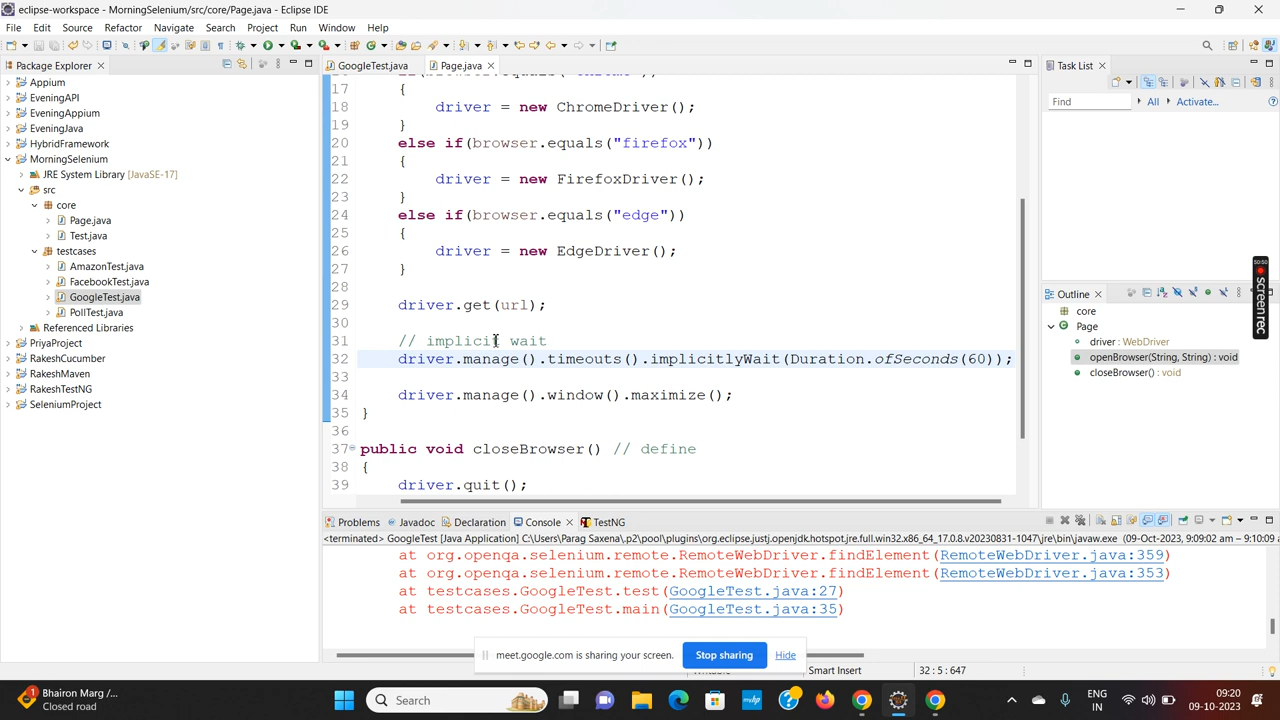 eclipse-workspace - MorningSelenium/src/core/Page.java - Eclipse IDE
File Edit Source Refactor Navigate Search Project Run Window Help
Package Explorer
Appium
EveningAPI
EveningAppium
EveningJava
HybridFramework
MorningSelenium
JRE System Library [JavaSE-17]
src
core
Page.java
Test.java
testcases
AmazonTest.java
FacebookTest.java
GoogleTest.java
PollTest.java
Referenced Libraries
PriyaProject
RakeshCucumber
RakeshMaven
RakeshTestNG
SeleniumProject
GoogleTest.java Page.java
17 {
18 driver = new ChromeDriver();
19 }
20 else if(browser.equals("firefox"))
21 {
22 driver = new FirefoxDriver();
23 }
24 else if(browser.equals("edge"))
25 {
26 driver = new EdgeDriver();
27 }
28
29 driver.get(url);
30
31 // implicit wait
32 driver.manage().timeouts().implicitlyWait(Duration.ofSeconds(60));
33
34 driver.manage().window().maximize();
35 }
36
37 public void closeBrowser() // define
38 {
39 driver.quit();
Task List
Find All Activate...
50:50
screenrec
Outline
core
Page
driver : WebDriver
openBrowser(String, String) : void
closeBrowser() : void
Problems Javadoc Declaration Console TestNG
<terminated> GoogleTest [Java Application] C:\Users\Parag Saxena\.p2\pool\plugins\org.eclipse.justj.openjdk.hotspot.jre.full.win32.x86_64_17.0.8.v20230831-1047\jre\bin\javaw.exe (09-Oct-2023, 9:09:02 am – 9:10:09
at org.openqa.selenium.remote.RemoteWebDriver.findElement(RemoteWebDriver.java:359)
at org.openqa.selenium.remote.RemoteWebDriver.findElement(RemoteWebDriver.java:353)
at testcases.GoogleTest.test(GoogleTest.java:27)
at testcases.GoogleTest.main(GoogleTest.java:35)
meet.google.com is sharing your screen. Stop sharing Hide
Smart Insert 32 : 5 : 647
Bhairon Marg /...
Closed road
Search
ENG
IN
09:20
09-10-2023